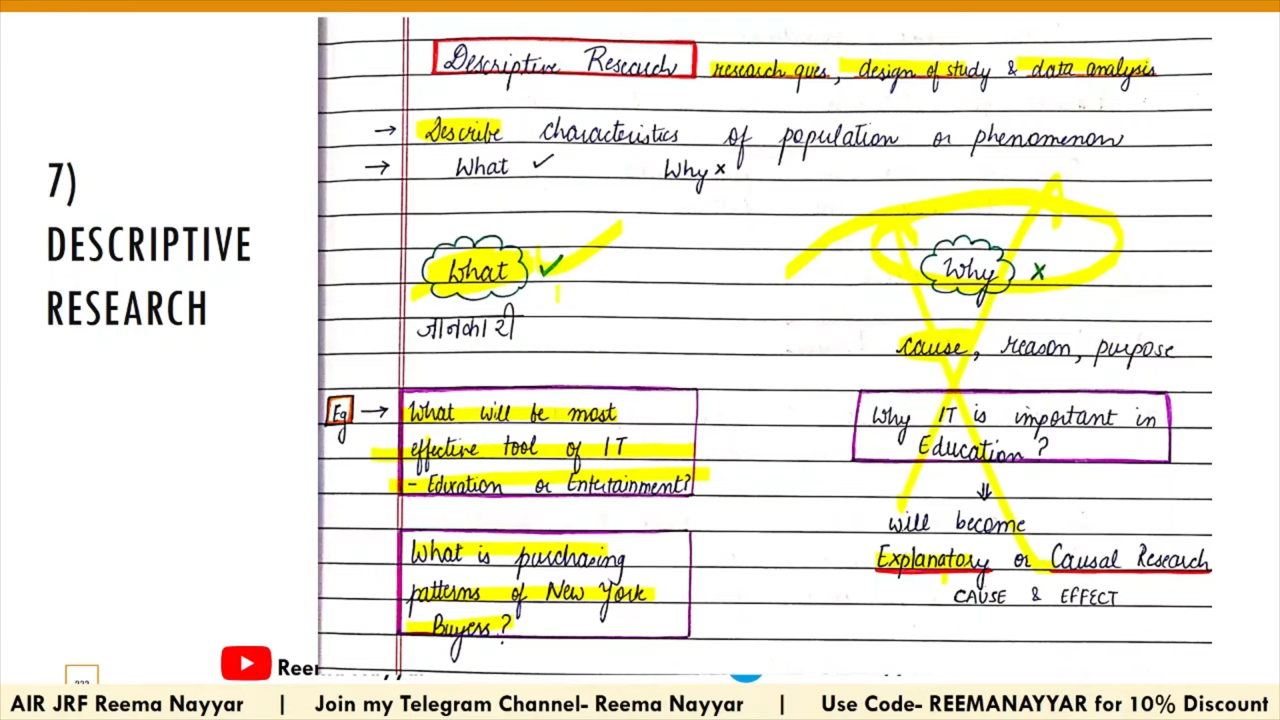 7)
DESCRIPTIVE
RESEARCH
Descriptive Research research ques, design of study & data analysis
→ Describe characteristics of population or phenomenon
→ What ✓ Why ×
What ✓ Why ×
जानकारी
cause, reason, purpose
Eg → What will be most
effective tool of IT
- Education or Entertainment?
Why IT is important in
Education?
⇓
will become
Explanatory or Causal Research
CAUSE & EFFECT
What is purchasing
patterns of New York
Buyers?
AIR JRF Reema Nayyar | Join my Telegram Channel- Reema Nayyar | Use Code- REEMANAYYAR for 10% Discount